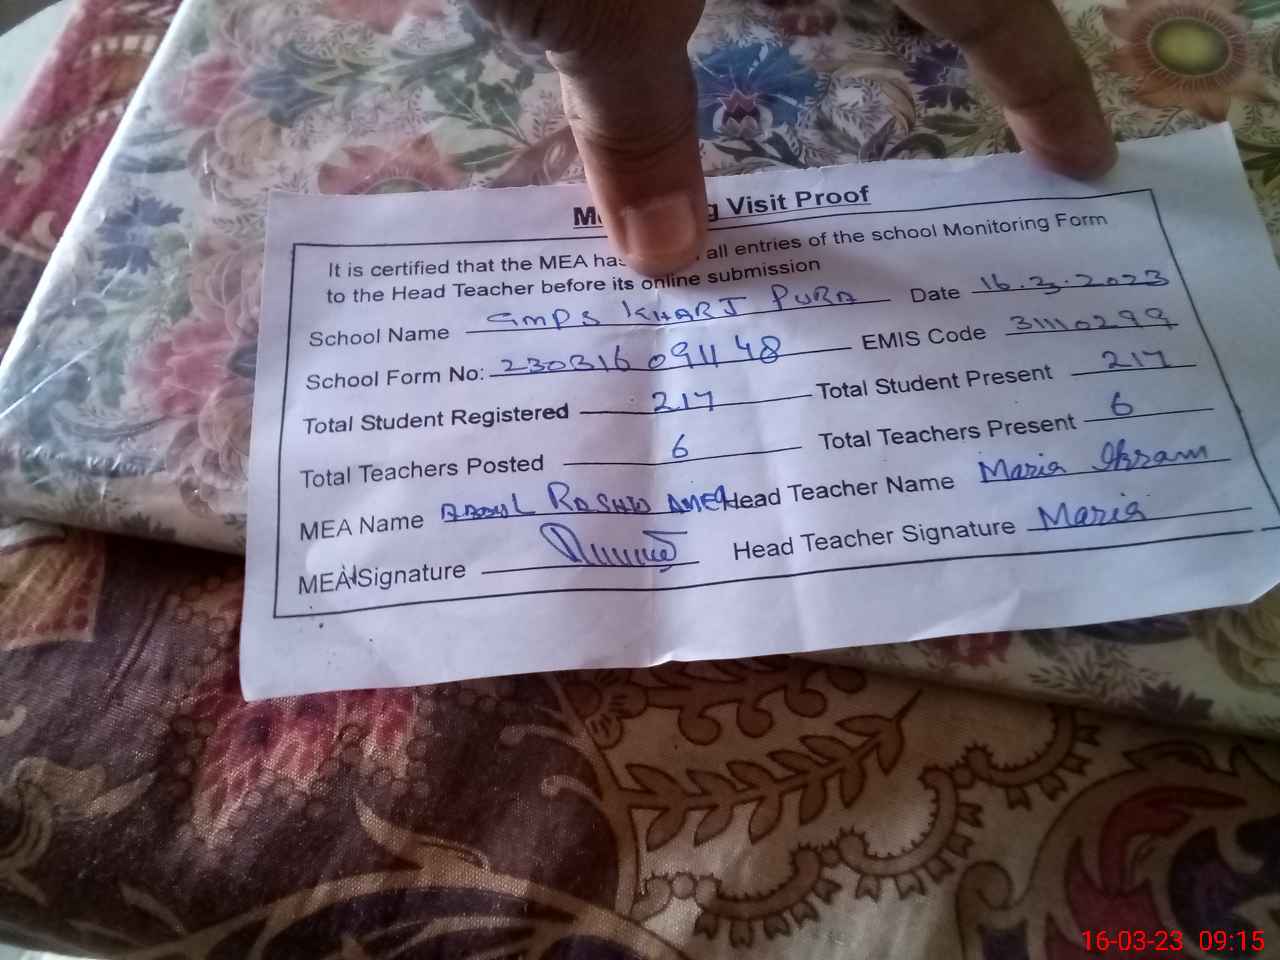 Visit Proof
It is certified that the MEA has all entries of the school Monitoring Form
to the Head Teacher before its online submission
School Name GMPS KHARJ PURA Date 16.3.2023
School Form No: 230316091148 EMIS Code 31110299
Total Student Registered 217 Total Student Present 217
Total Teachers Posted 6 Total Teachers Present 6
MEA Name RASHID Head Teacher Name Maria Ikram
MEA Signature Head Teacher Signature Maria
16-03-23 09:15